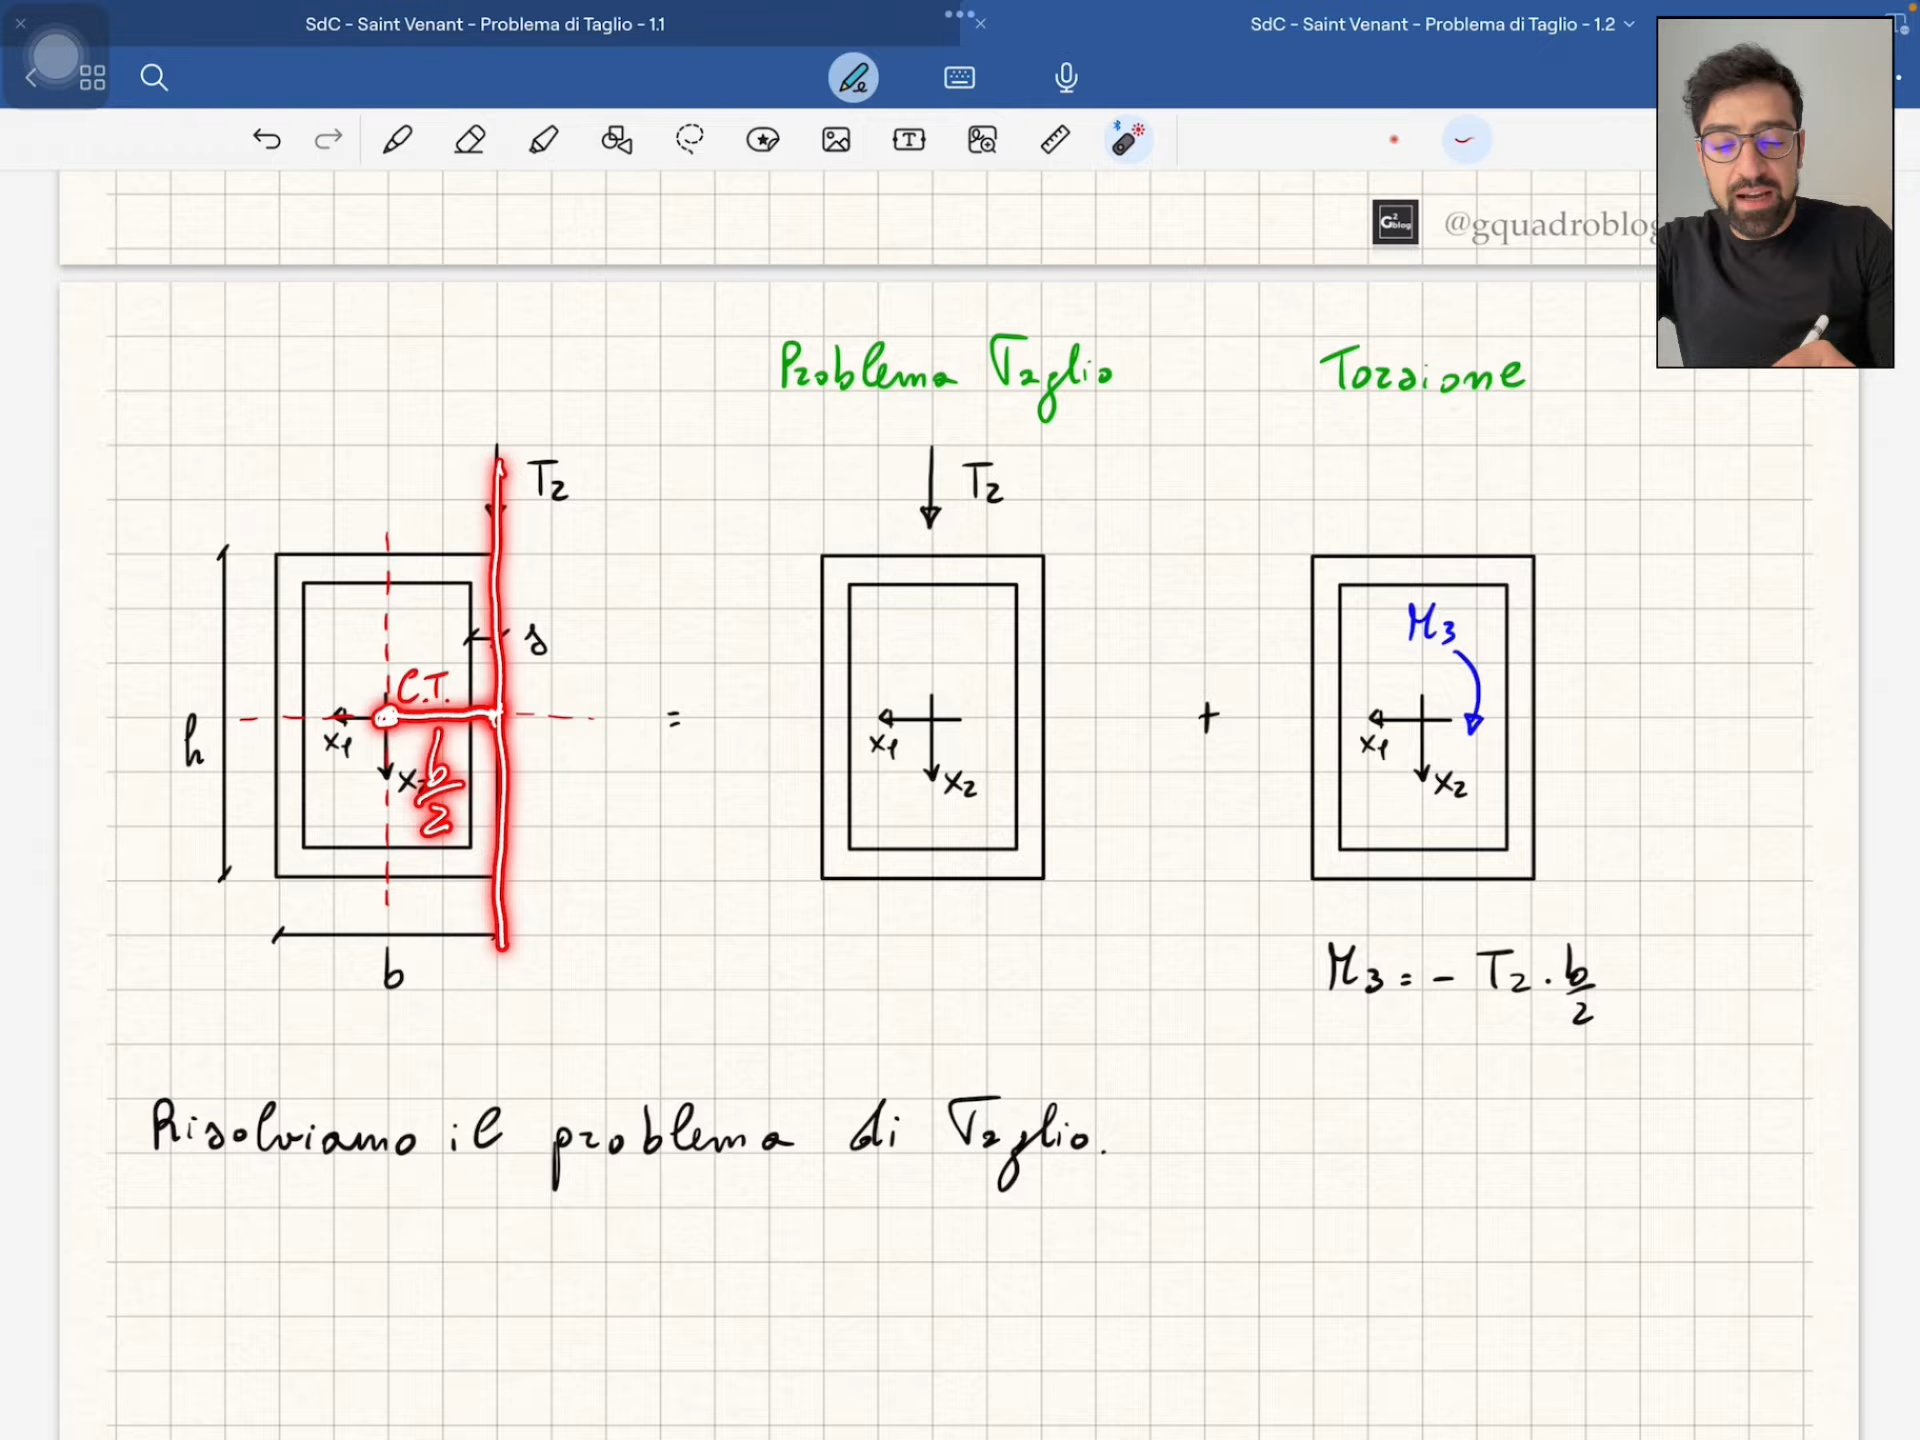 SdC - Saint Venant - Problema di Taglio - 1.1
SdC - Saint Venant - Problema di Taglio - 1.2
G2 blog
@gquadroblog
Problema Taglio
Torsione
T2
T2
s
M3
C.T.
h
=
+
x1
x1
x1
x2
x2
x2
b/2
b
M3 = - T2 · b/2
Risolviamo il problema di Taglio.